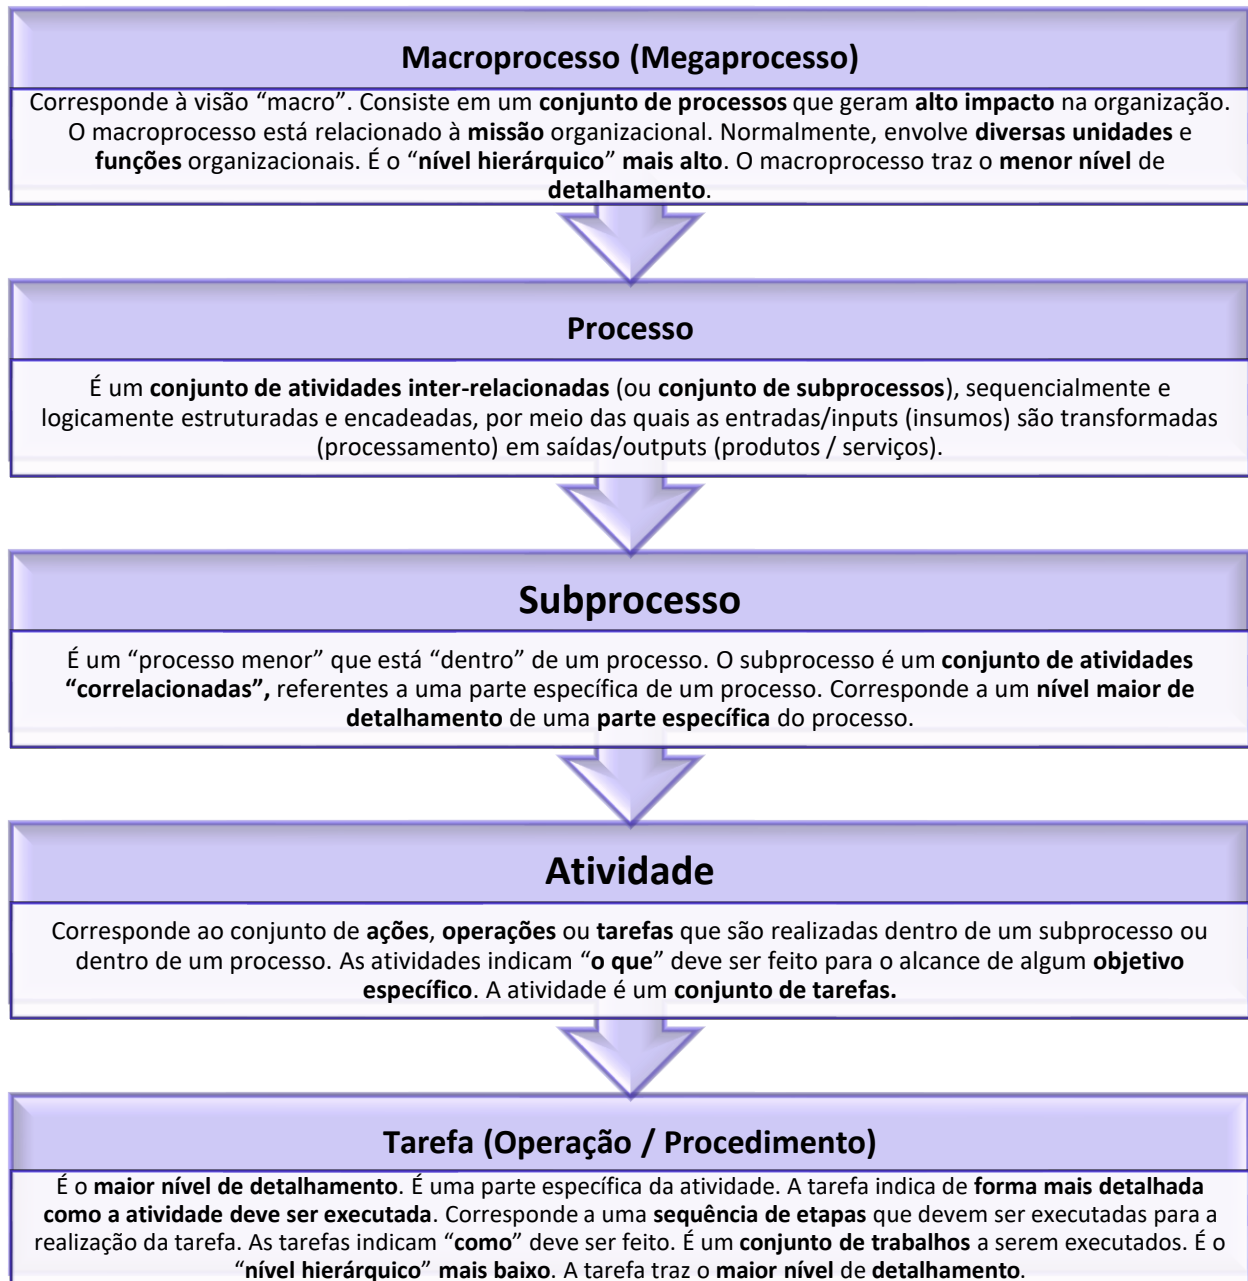 Macroprocesso (Megaprocesso)
Corresponde à visão “macro”. Consiste em um conjunto de processos que geram alto impacto na organização.
O macroprocesso está relacionado à missão organizacional. Normalmente, envolve diversas unidades e
funções organizacionais. É o “nível hierárquico” mais alto. O macroprocesso traz o menor nível de
detalhamento.
Processo
É um conjunto de atividades inter-relacionadas (ou conjunto de subprocessos), sequencialmente e
logicamente estruturadas e encadeadas, por meio das quais as entradas/inputs (insumos) são transformadas
(processamento) em saídas/outputs (produtos / serviços).
Subprocesso
É um “processo menor” que está “dentro” de um processo. O subprocesso é um conjunto de atividades
“correlacionadas”, referentes a uma parte específica de um processo. Corresponde a um nível maior de
detalhamento de uma parte específica do processo.
Atividade
Corresponde ao conjunto de ações, operações ou tarefas que são realizadas dentro de um subprocesso ou
dentro de um processo. As atividades indicam “o que” deve ser feito para o alcance de algum objetivo
específico. A atividade é um conjunto de tarefas.
Tarefa (Operação / Procedimento)
É o maior nível de detalhamento. É uma parte específica da atividade. A tarefa indica de forma mais detalhada
como a atividade deve ser executada. Corresponde a uma sequência de etapas que devem ser executadas para a
realização da tarefa. As tarefas indicam “como” deve ser feito. É um conjunto de trabalhos a serem executados. É o
“nível hierárquico” mais baixo. A tarefa traz o maior nível de detalhamento.